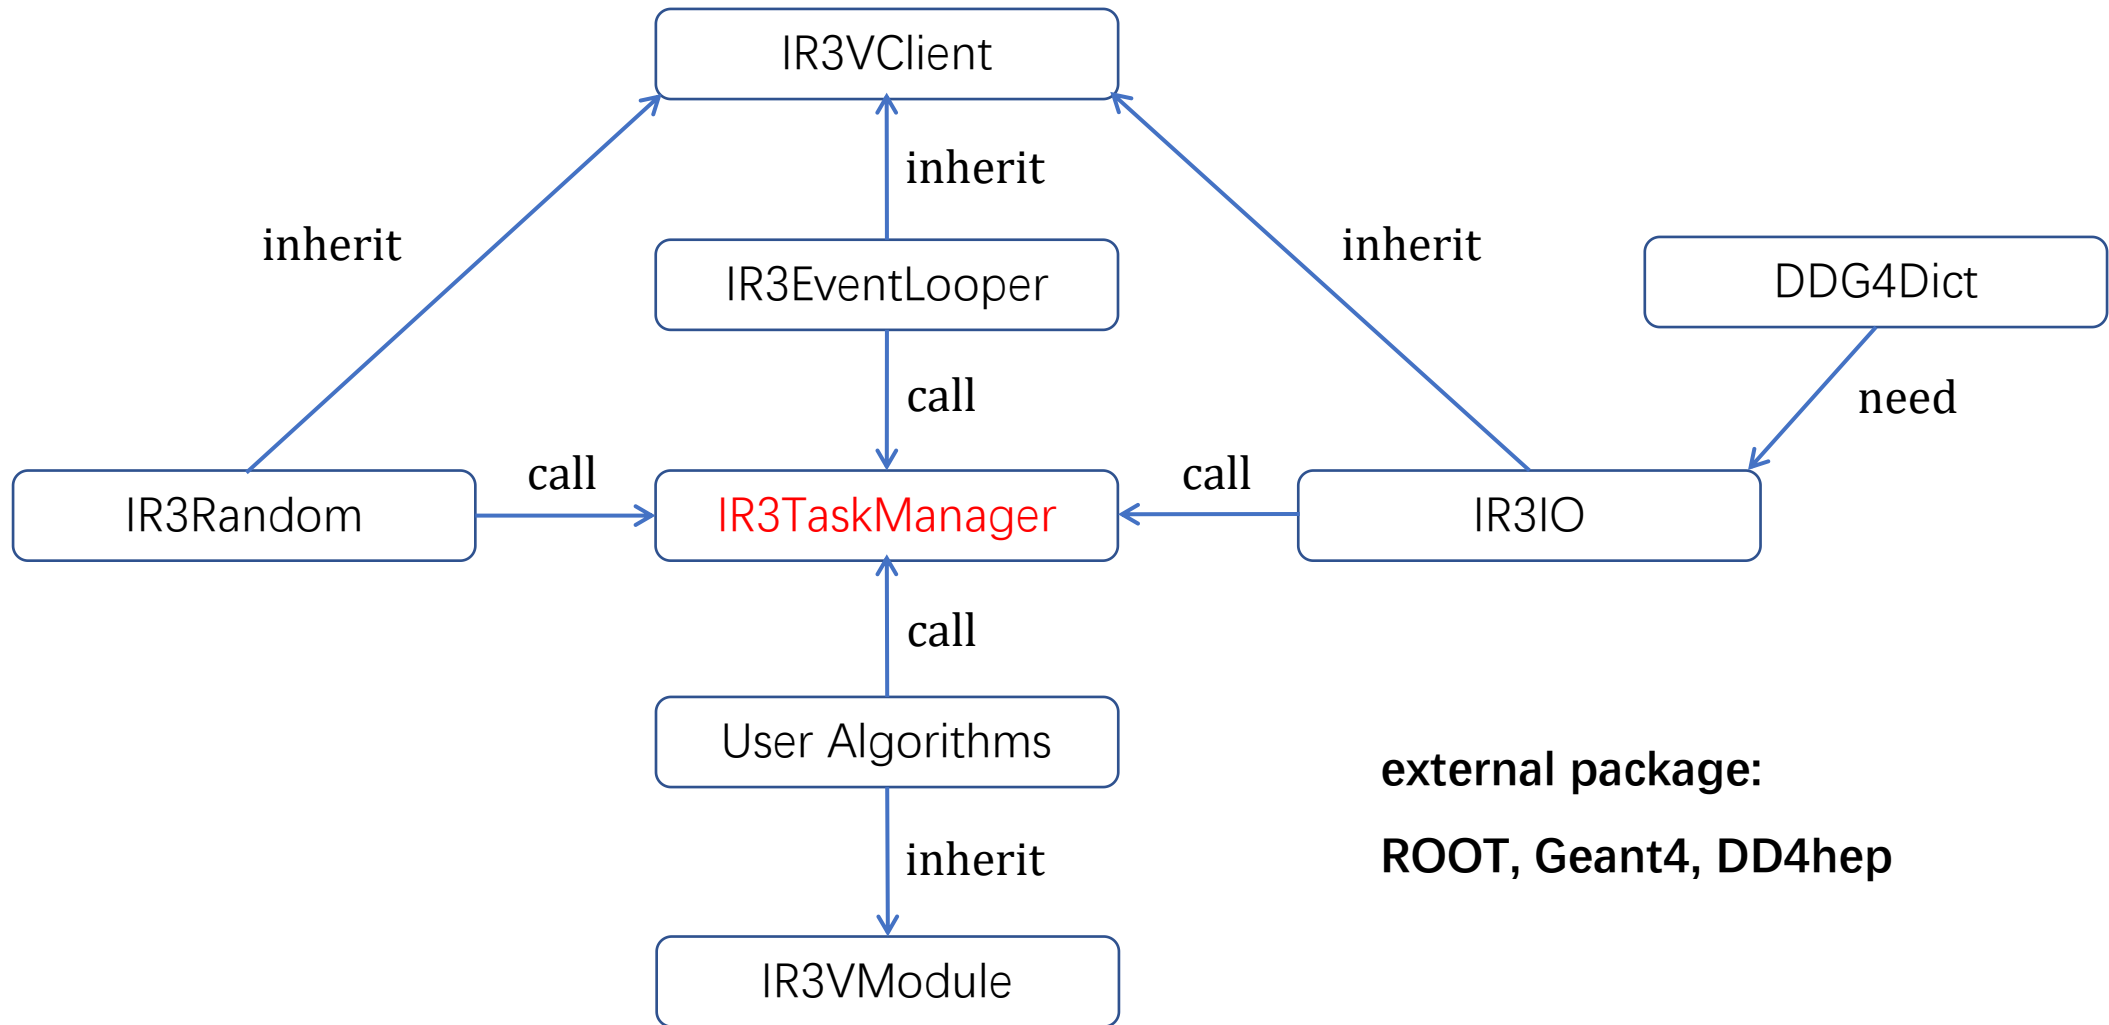 IR3VClient
inherit
inherit
inherit
IR3EventLooper
DDG4Dict
call
need
call
call
IR3Random
IR3TaskManager
IR3IO
call
User Algorithms
external package:
inherit
ROOT, Geant4, DD4hep
IR3VModule